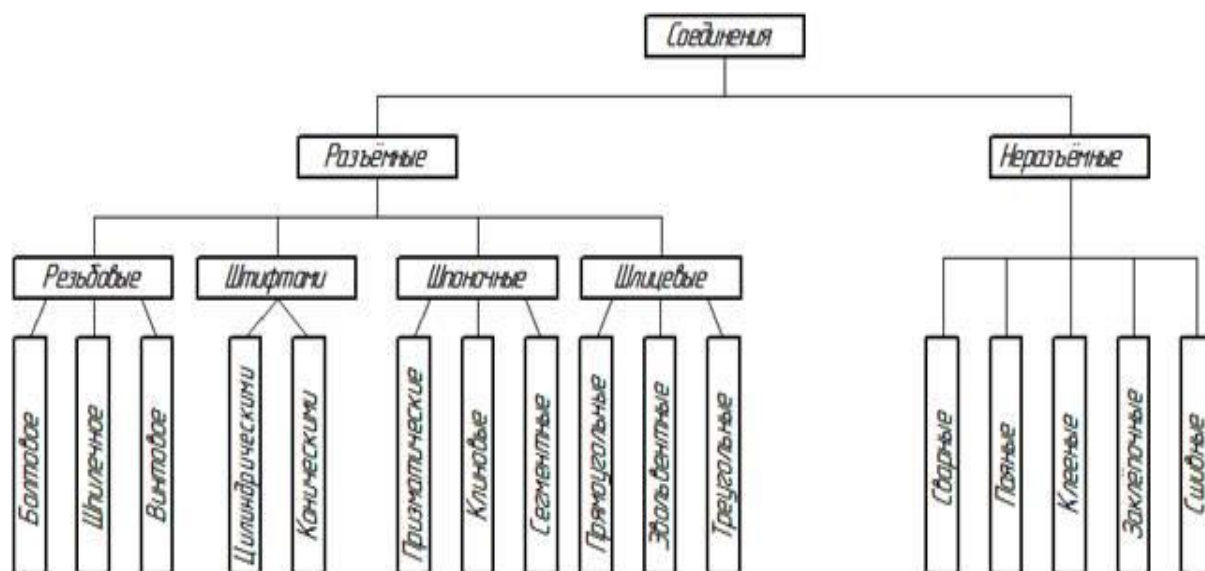 Соединения
Разъёмные
Неразъёмные
Резьбовые
Штифтами
Шпоночные
Шлицевые
Болтовое
Шпилечное
Винтовое
Цилиндрическими
Коническими
Призматические
Клиновые
Сегментные
Прямоугольные
Эвольвентные
Треугольные
Сварные
Паяные
Клееные
Заклёпочные
Сшивные